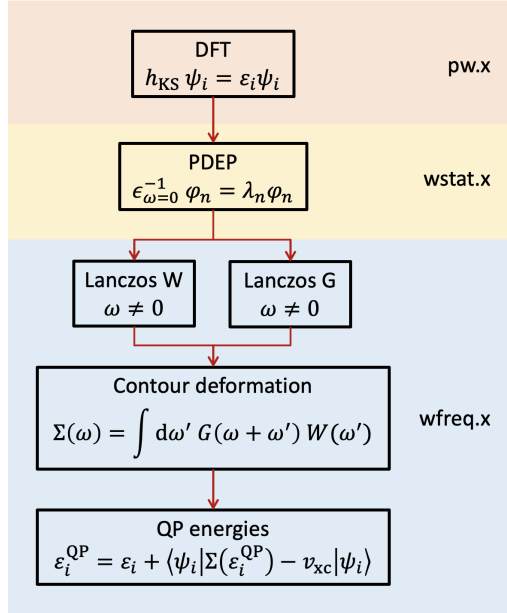 DFT
h_KS ψ_i = ε_i ψ_i
pw.x
PDEP
ϵ^{-1}_{ω=0} φ_n = λ_n φ_n
wstat.x
Lanczos W
ω ≠ 0
Lanczos G
ω ≠ 0
Contour deformation
Σ(ω) = ∫ dω′ G(ω + ω′) W(ω′)
wfreq.x
QP energies
ε_i^QP = ε_i + ⟨ψ_i|Σ(ε_i^QP) − v_xc|ψ_i⟩